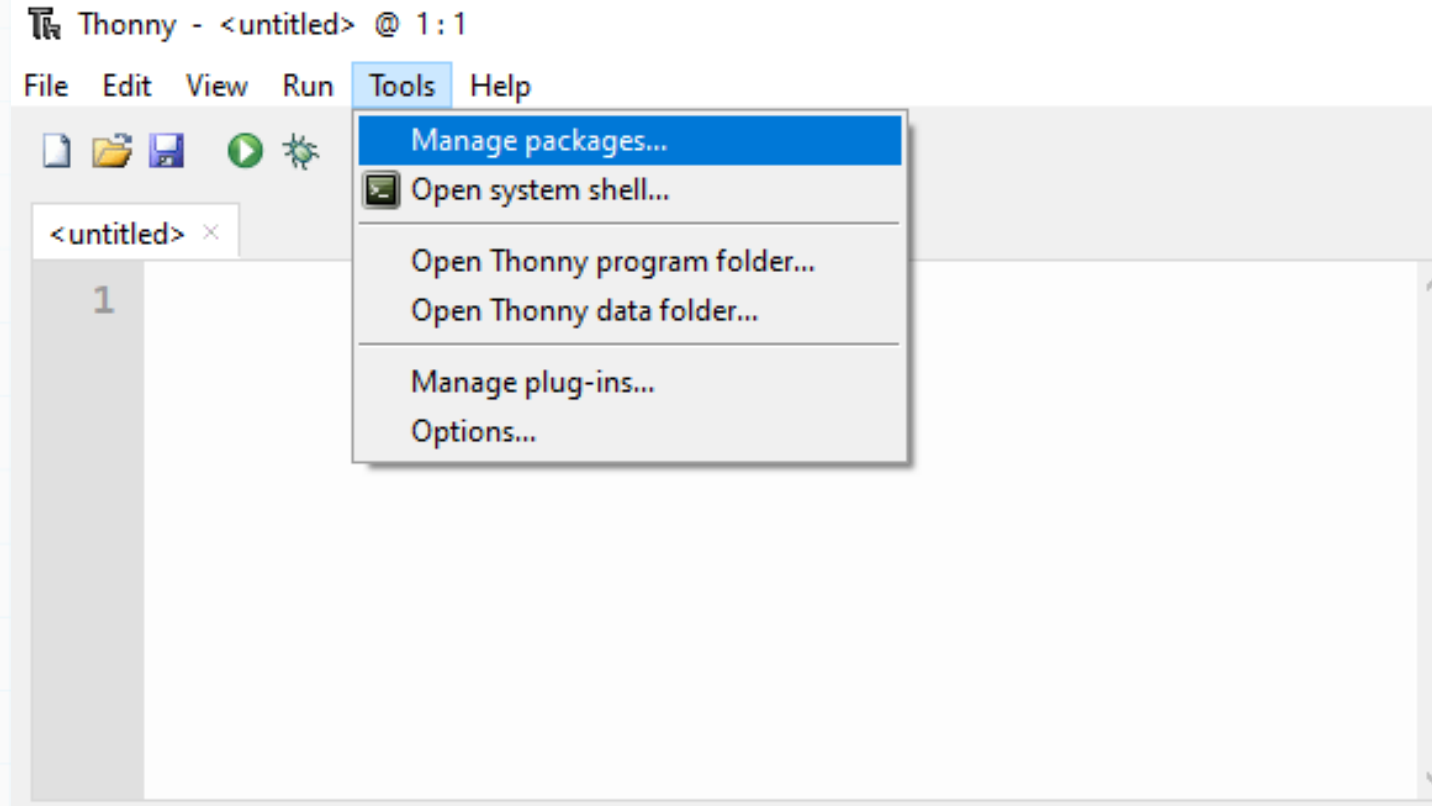 Thonny - <untitled> @ 1:1
File Edit View Run Tools Help
Manage packages...
Open system shell...
<untitled> ×
Open Thonny program folder...
1
Open Thonny data folder...
Manage plug-ins...
Options...